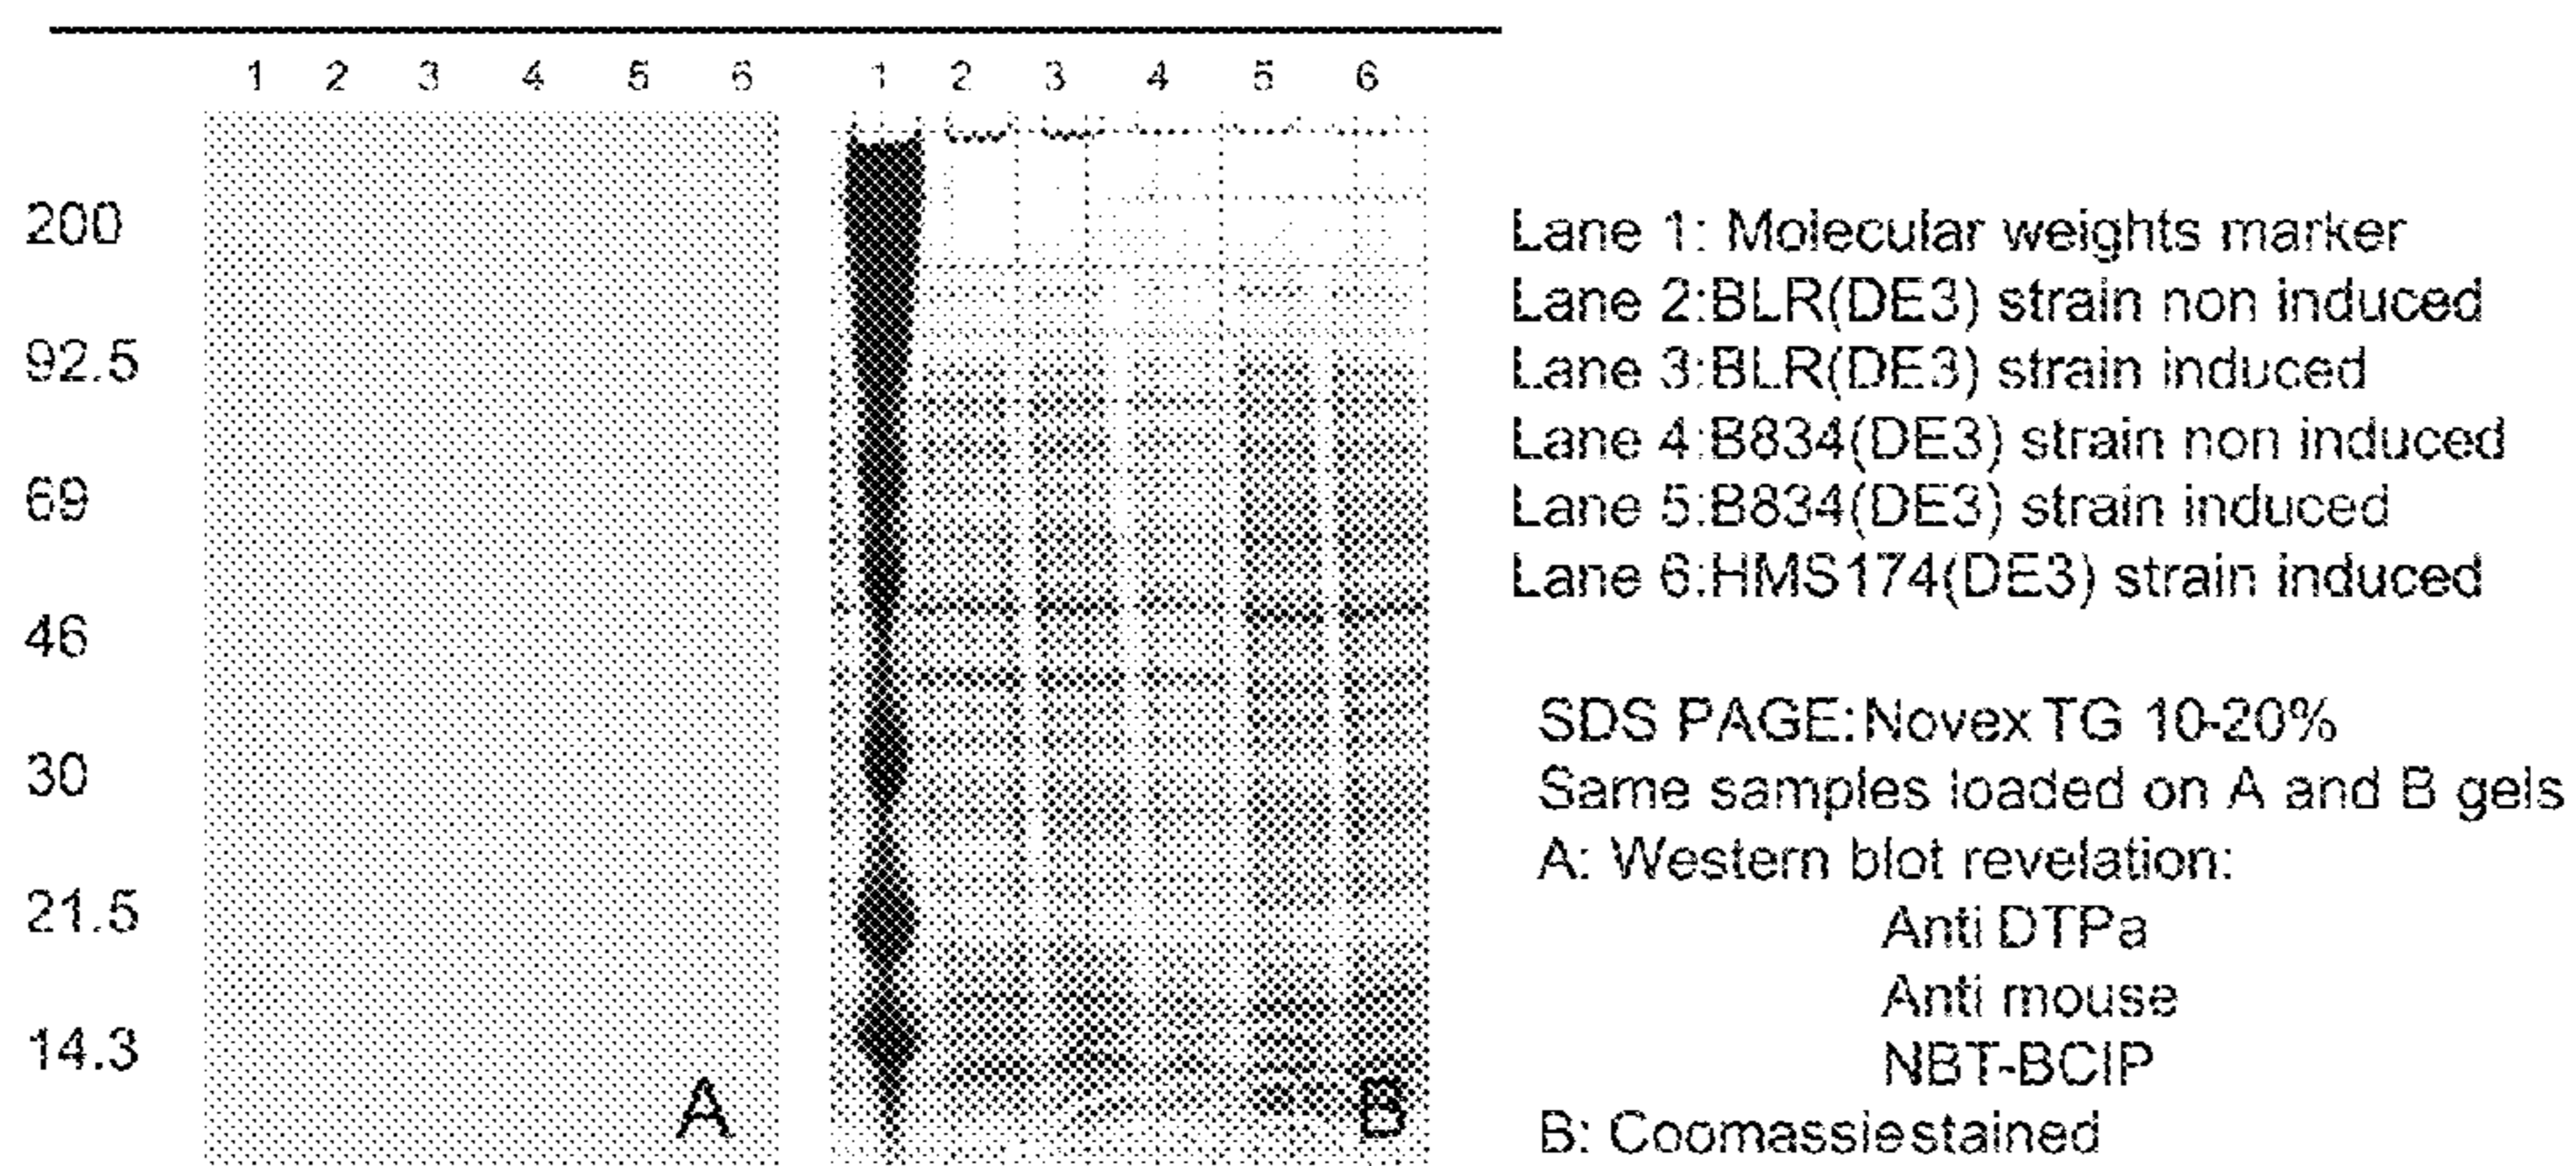 1 2 3 4 5 6 1 2 3 4 5 6
200
92.5
69
46
30
21.5
14.3
A
B
Lane 1: Molecular weights marker
Lane 2:BLR(DE3) strain non induced
Lane 3:BLR(DE3) strain induced
Lane 4:B834(DE3) strain non induced
Lane 5:B834(DE3) strain induced
Lane 6:HMS174(DE3) strain induced
SDS PAGE:Novex TG 10-20%
Same samples loaded on A and B gels
A: Western blot revelation:
Anti DTPa
Anti mouse
NBT-BCIP
B: Coomassiestained